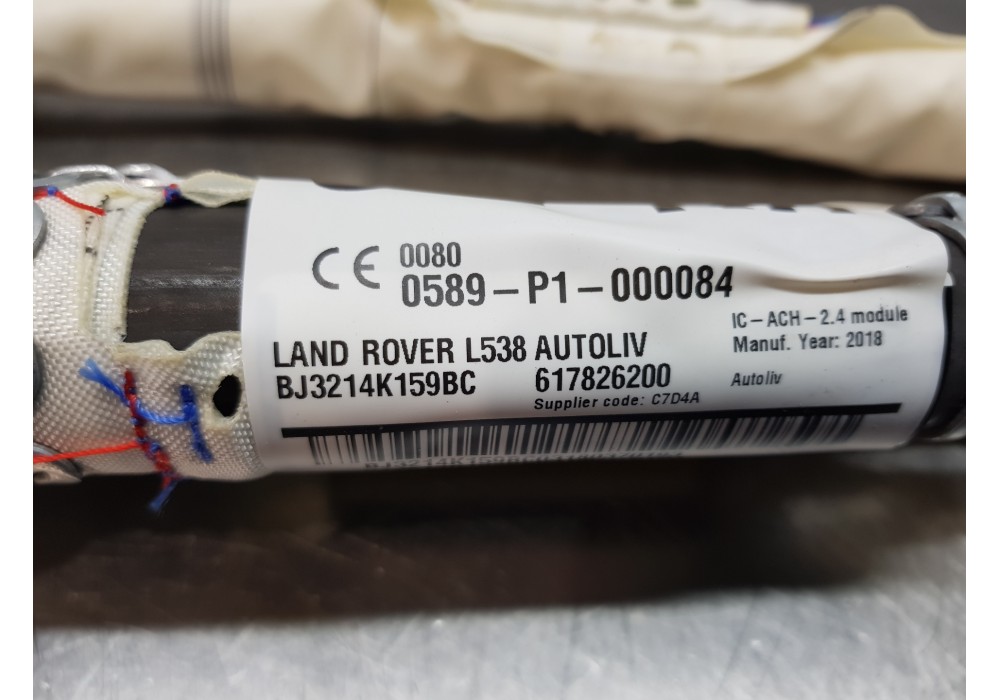 CE 0080
0589-P1-000084
LAND ROVER L538 AUTOLIV
BJ3214K159BC 617826200
Supplier code: C7D4A
IC-ACH-2.4 module
Manuf. Year: 2018
Autoliv